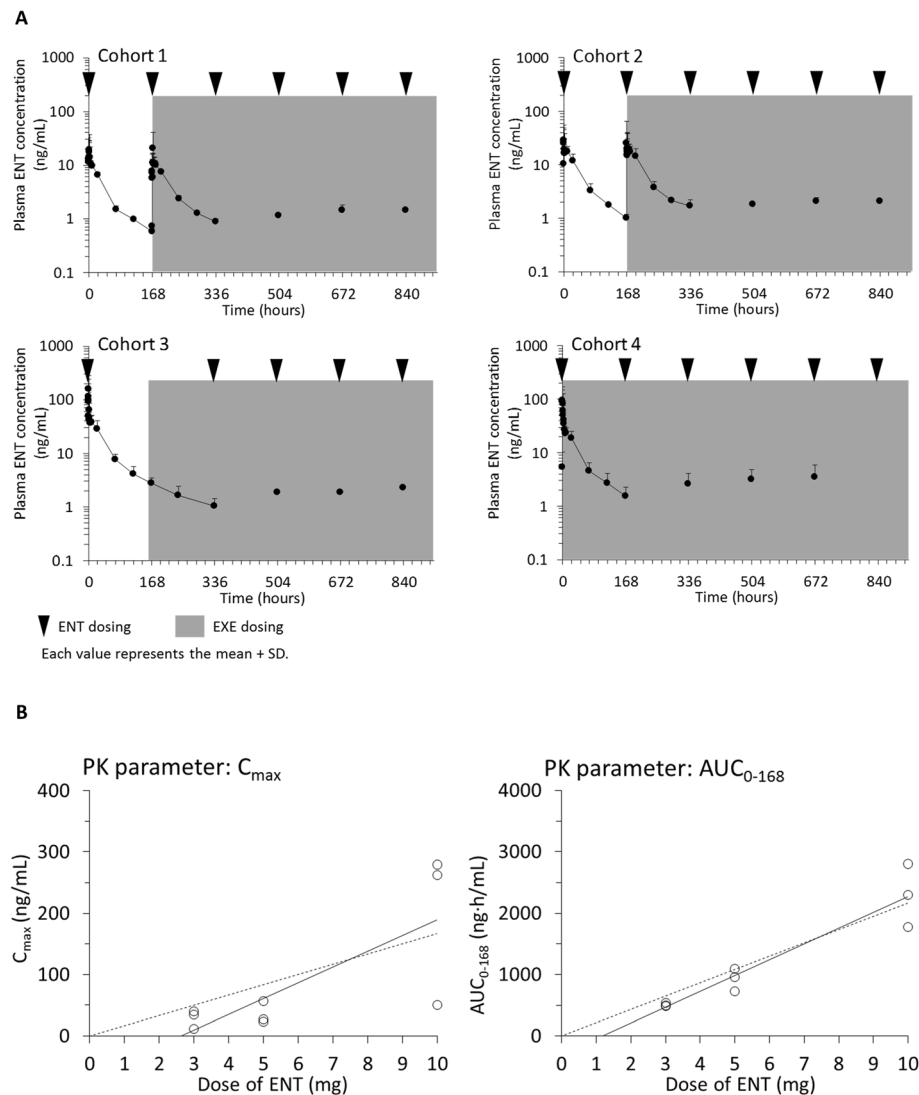 A
Cohort 1
Plasma ENT concentration
(ng/mL)
1000
100
10
1
0.1
0 168 336 504 672 840
Time (hours)
Cohort 2
Plasma ENT concentration
(ng/mL)
1000
100
10
1
0.1
0 168 336 504 672 840
Time (hours)
Cohort 3
Plasma ENT concentration
(ng/mL)
1000
100
10
1
0.1
0 168 336 504 672 840
Time (hours)
Cohort 4
Plasma ENT concentration
(ng/mL)
1000
100
10
1
0.1
0 168 336 504 672 840
Time (hours)
ENT dosing EXE dosing
Each value represents the mean + SD.
B
PK parameter: Cmax
Cmax (ng/mL)
400
300
200
100
0
0 1 2 3 4 5 6 7 8 9 10
Dose of ENT (mg)
PK parameter: AUC0-168
AUC0-168 (ng·h/mL)
4000
3000
2000
1000
0
0 1 2 3 4 5 6 7 8 9 10
Dose of ENT (mg)